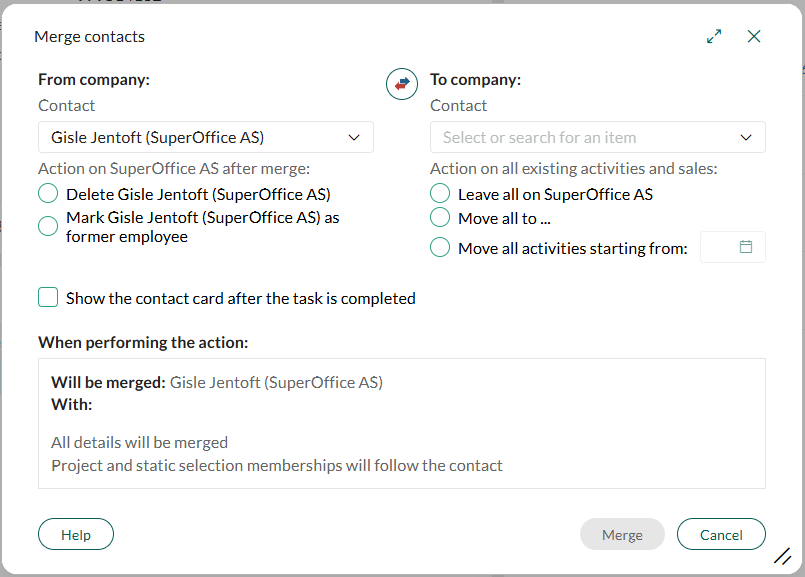 Merge contacts
From company:
To company:
Contact
Contact
Gisle Jentoft (SuperOffice AS)
Select or search for an item
Action on SuperOffice AS after merge:
Action on all existing activities and sales:
Delete Gisle Jentoft (SuperOffice AS)
Leave all on SuperOffice AS
Mark Gisle Jentoft (SuperOffice AS) as
former employee
Move all to ...
Move all activities starting from:
Show the contact card after the task is completed
When performing the action:
Will be merged: Gisle Jentoft (SuperOffice AS)
With:
All details will be merged
Project and static selection memberships will follow the contact
Help
Merge
Cancel